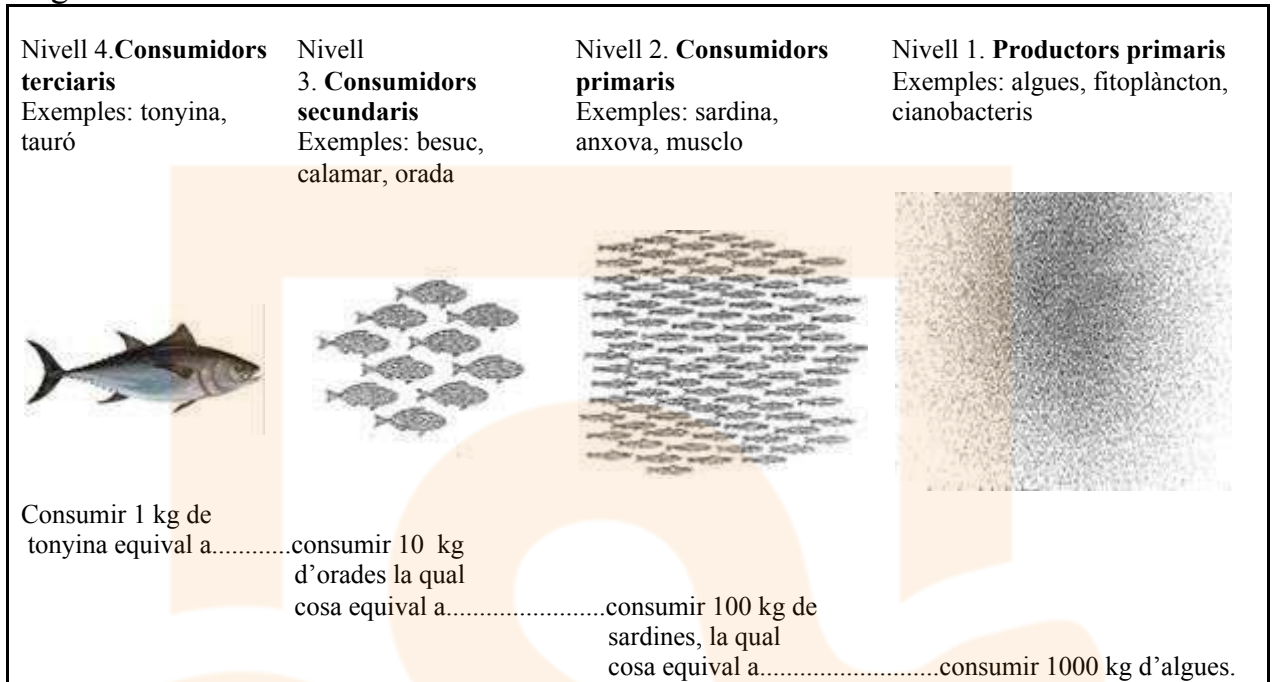 Nivell 4.Consumidors
terciaris
Exemples: tonyina,
tauró
Nivell
3. Consumidors
secundaris
Exemples: besuc,
calamar, orada
Nivell 2. Consumidors
primaris
Exemples: sardina,
anxova, musclo
Nivell 1. Productors primaris
Exemples: algues, fitoplàncton,
cianobacteris
Consumir 1 kg de
tonyina equival a............consumir 10 kg
d’orades la qual
cosa equival a........................consumir 100 kg de
sardines, la qual
cosa equival a...........................consumir 1000 kg d’algues.